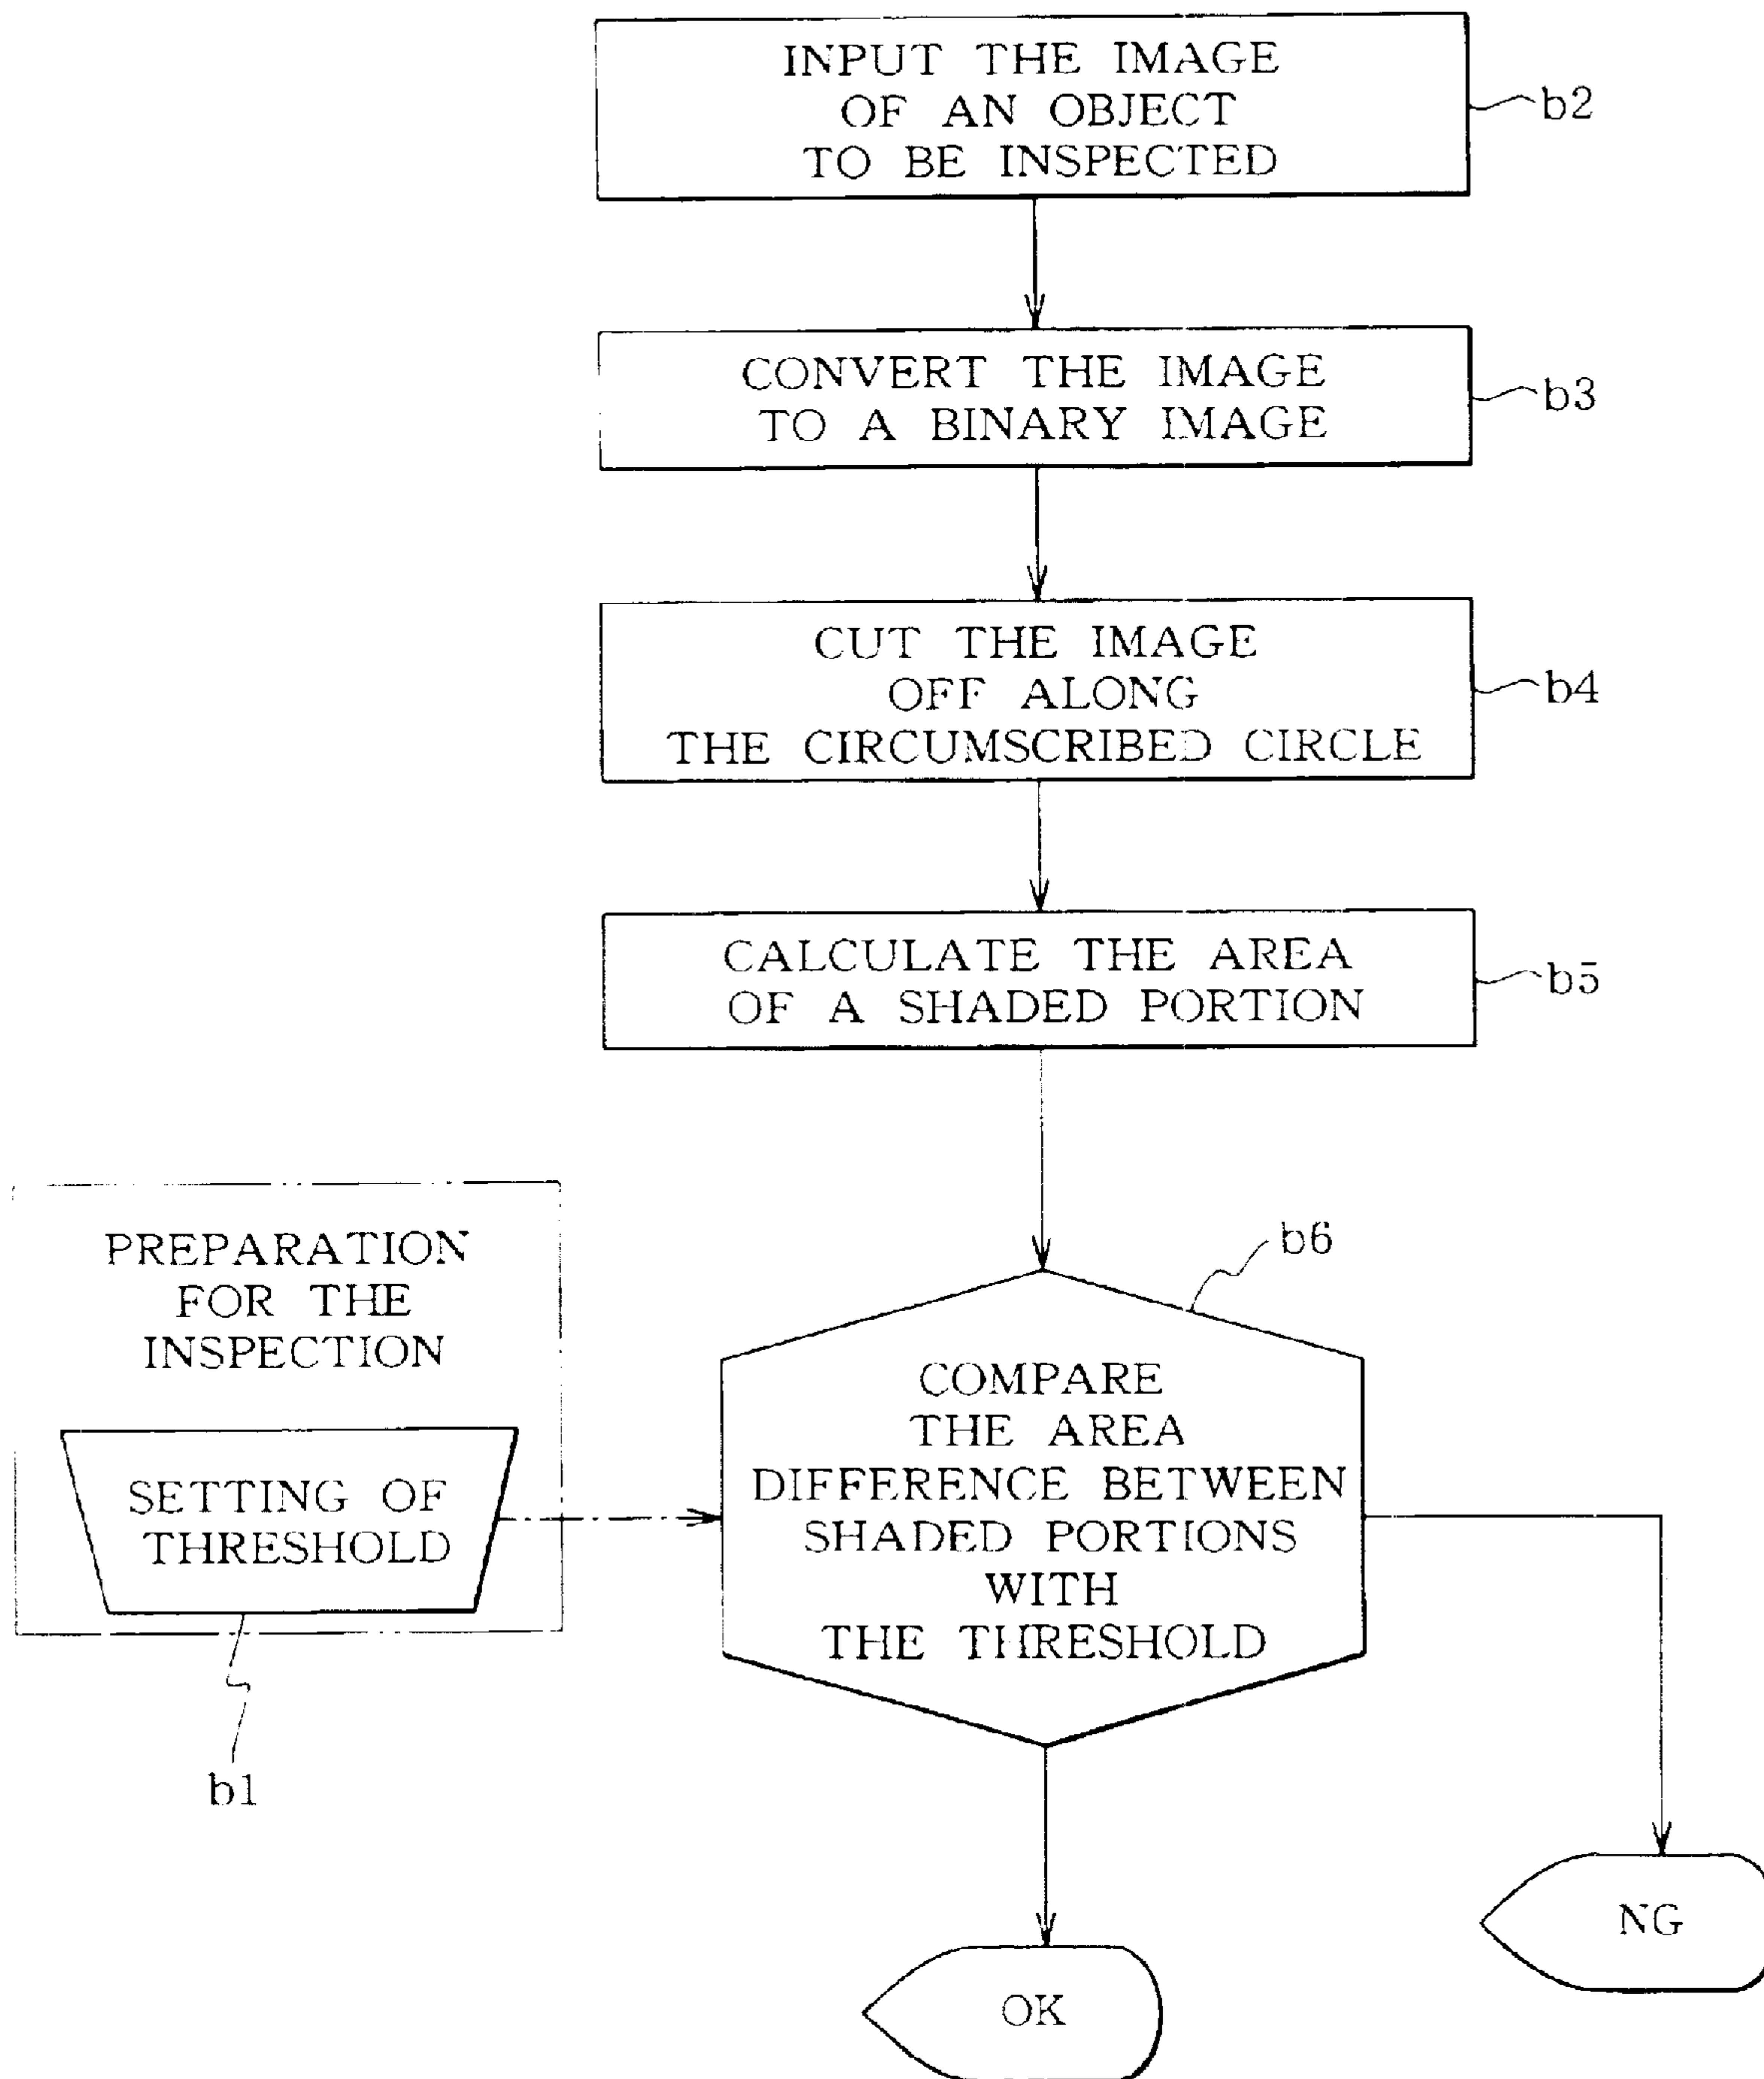 INPUT THE IMAGE
OF AN OBJECT
TO BE INSPECTED
b2
CONVERT THE IMAGE
TO A BINARY IMAGE
b3
CUT THE IMAGE
OFF ALONG
THE CIRCUMSCRIBED CIRCLE
b4
CALCULATE THE AREA
OF A SHADED PORTION
b5
PREPARATION
FOR THE
INSPECTION
SETTING OF
THRESHOLD
b1
b6
COMPARE
THE AREA
DIFFERENCE BETWEEN
SHADED PORTIONS
WITH
THE THRESHOLD
NG
OK